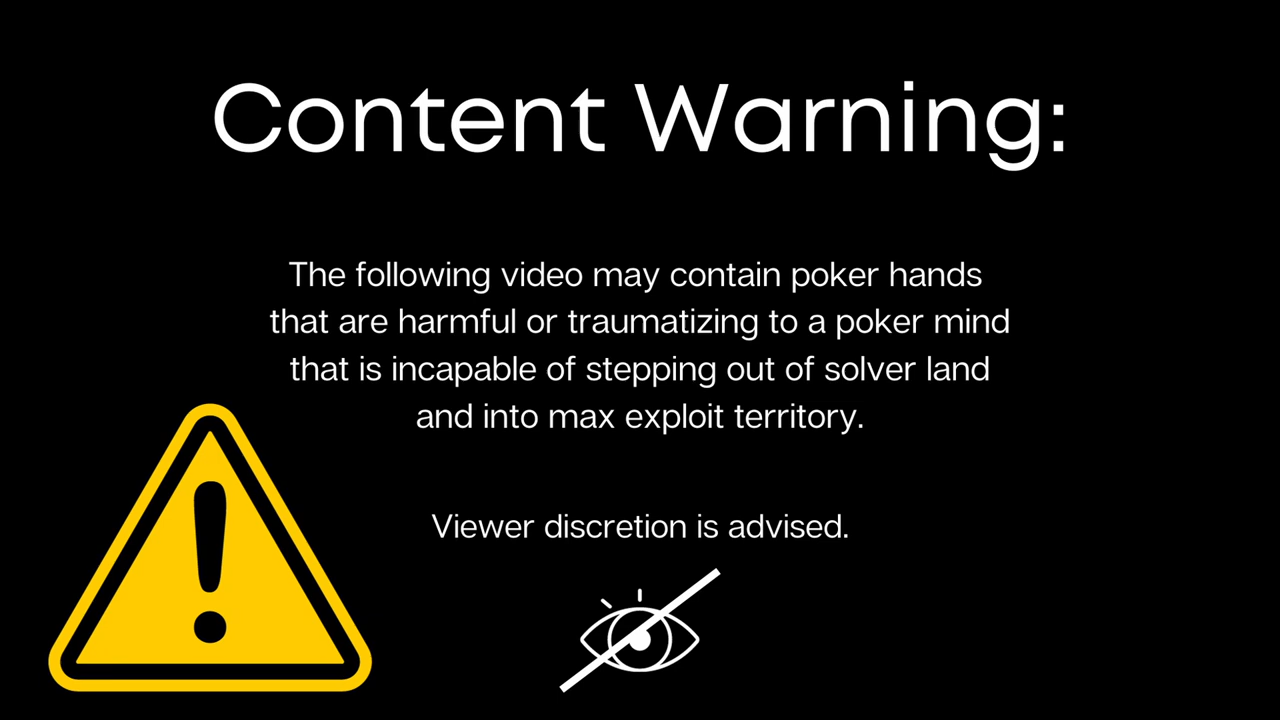 Content Warning:
The following video may contain poker hands
that are harmful or traumatizing to a poker mind
that is incapable of stepping out of solver land
and into max exploit territory.
Viewer discretion is advised.